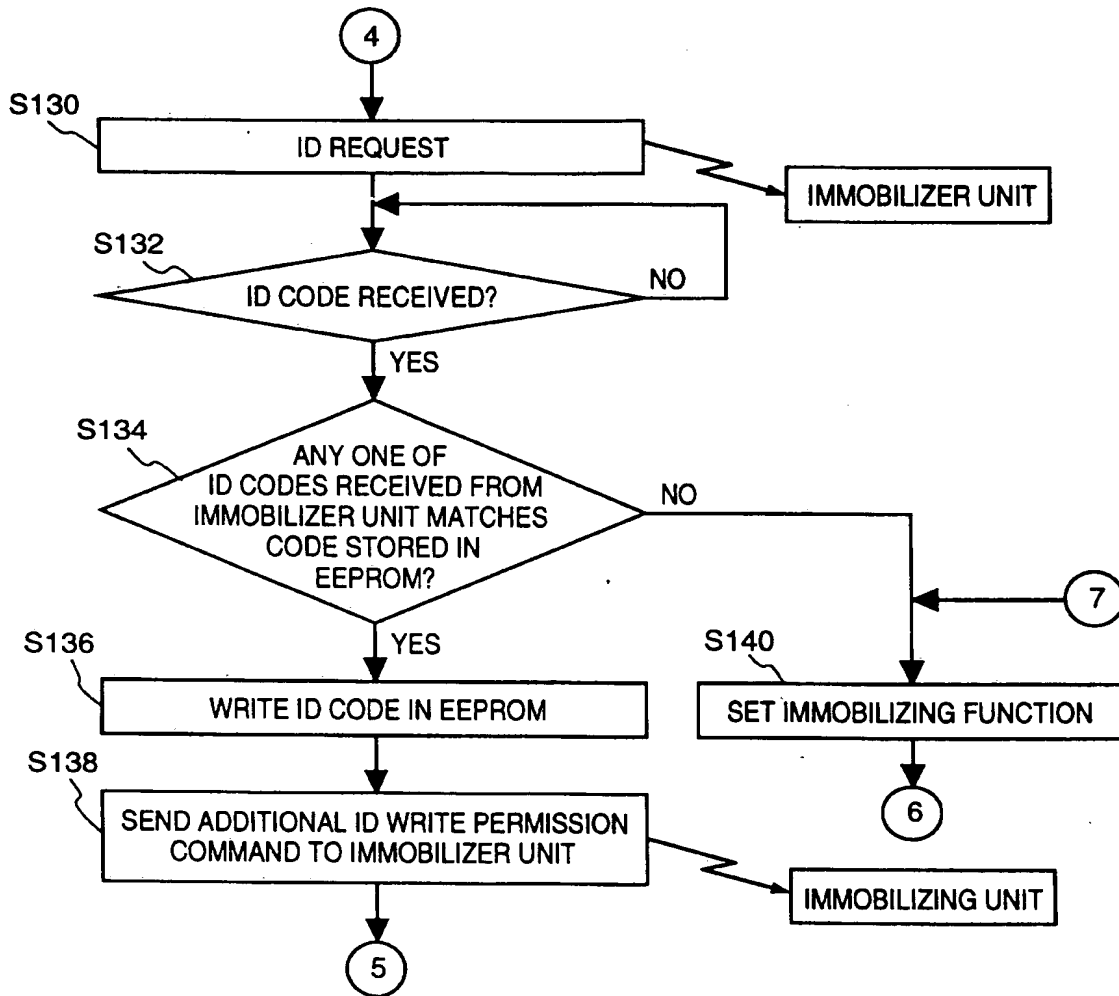 4
S130
ID REQUEST
IMMOBILIZER UNIT
S132
ID CODE RECEIVED?
NO
YES
S134
ANY ONE OF
ID CODES RECEIVED FROM
IMMOBILIZER UNIT MATCHES
CODE STORED IN
EEPROM?
NO
7
YES
S136
WRITE ID CODE IN EEPROM
S140
SET IMMOBILIZING FUNCTION
S138
SEND ADDITIONAL ID WRITE PERMISSION
COMMAND TO IMMOBILIZER UNIT
6
IMMOBILIZING UNIT
5